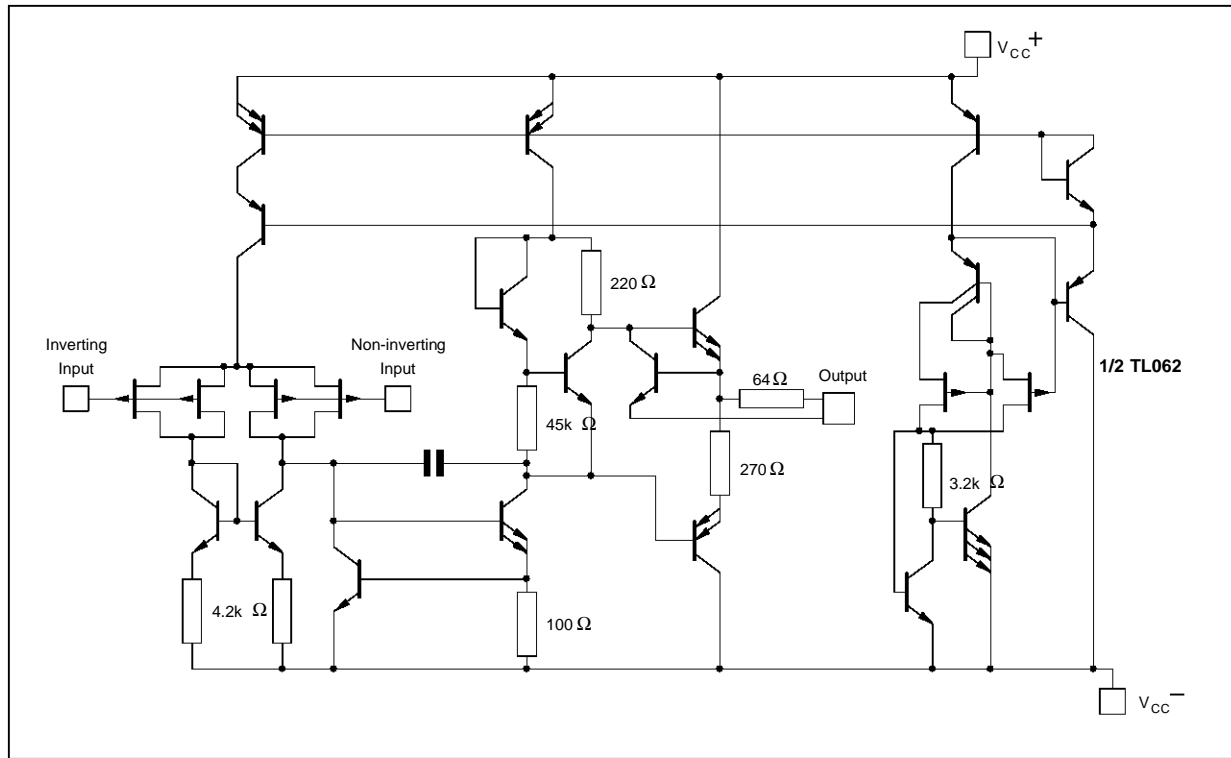 VCC+
220 Ω
Inverting
Input
Non-inverting
Input
1/2 TL062
64 Ω
Output
45k Ω
270 Ω
3.2k Ω
4.2k Ω
100 Ω
VCC−